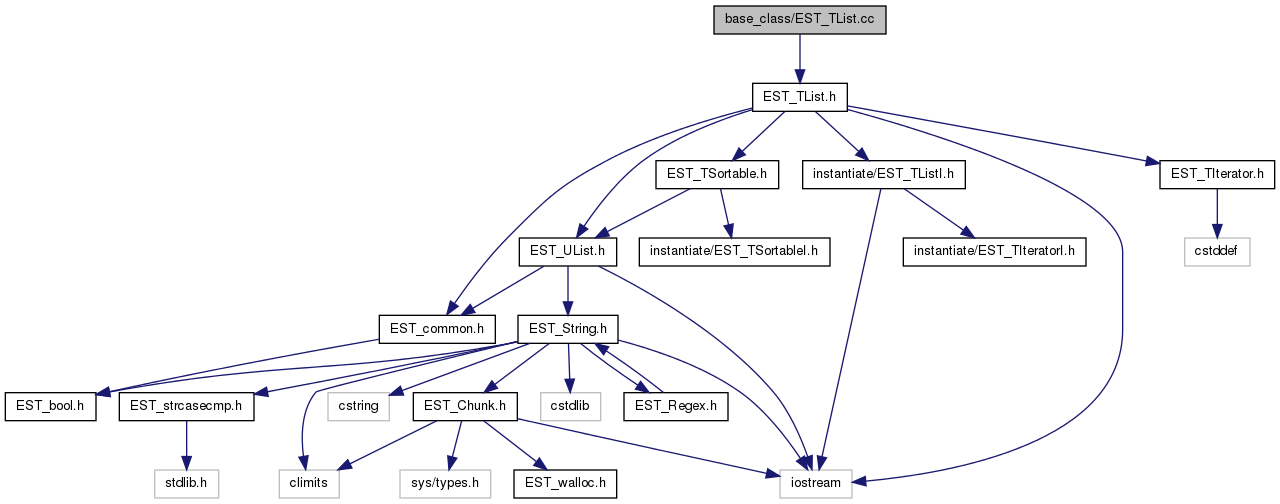 base_class/EST_TList.cc
EST_TList.h
EST_TSortable.h
instantiate/EST_TListI.h
EST_TIterator.h
EST_UList.h
instantiate/EST_TSortableI.h
instantiate/EST_TIteratorI.h
cstddef
EST_common.h
EST_String.h
EST_bool.h
EST_strcasecmp.h
cstring
EST_Chunk.h
cstdlib
EST_Regex.h
stdlib.h
climits
sys/types.h
EST_walloc.h
iostream